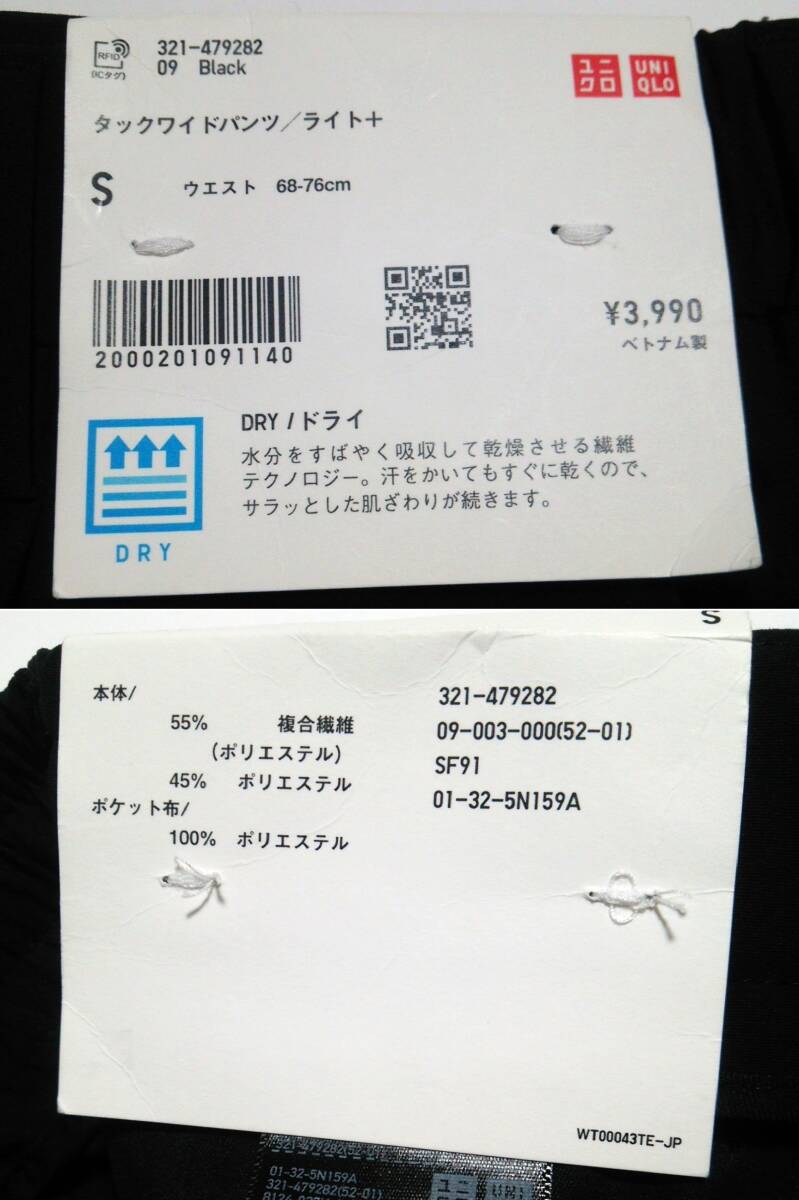 RFID
(ICタグ)
321-479282
09 Black
ユニクロ
UNIQLO
タックワイドパンツ／ライト＋
S ウエスト 68-76cm
2000201091140
¥3,990
ベトナム製
DRY / ドライ
水分をすばやく吸収して乾燥させる繊維
テクノロジー。汗をかいてもすぐに乾くので、
サラッとした肌ざわりが続きます。
DRY
S
本体/
55% 複合繊維
(ポリエステル)
45% ポリエステル
ポケット布/
100% ポリエステル
321-479282
09-003-000(52-01)
SF91
01-32-5N159A
WT00043TE-JP
321-479282(52-01)
01-32-5N159A
321-479282(52-01)
ユニ
UNI